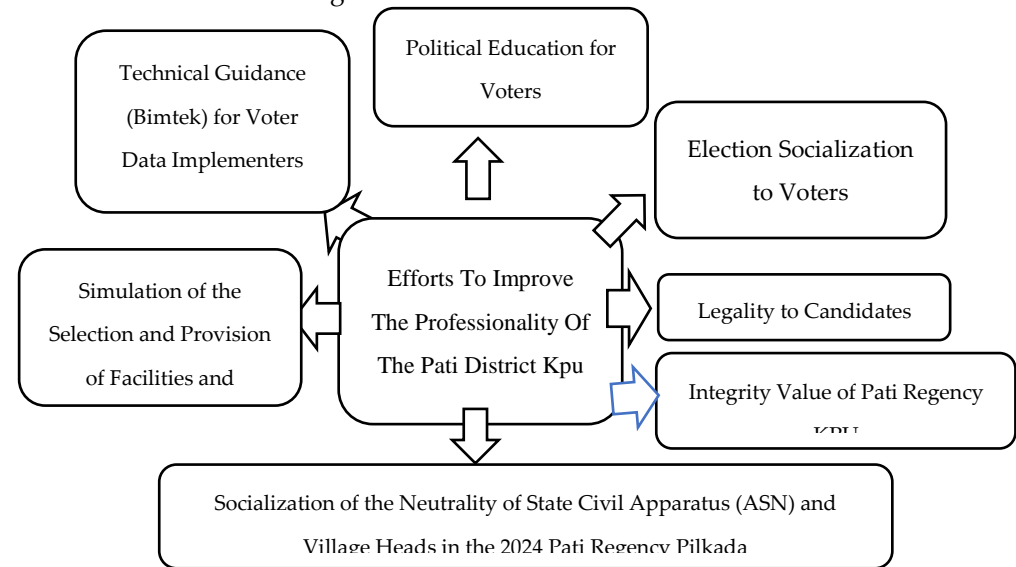 Political Education for
Voters
Technical Guidance
(Bimtek) for Voter
Data Implementers
Election Socialization
to Voters
Efforts To Improve
The Professionality Of
The Pati District Kpu
Simulation of the
Selection and Provision
of Facilities and
Legality to Candidates
Integrity Value of Pati Regency
KPU
Socialization of the Neutrality of State Civil Apparatus (ASN) and
Village Heads in the 2024 Pati Regency Pilkada